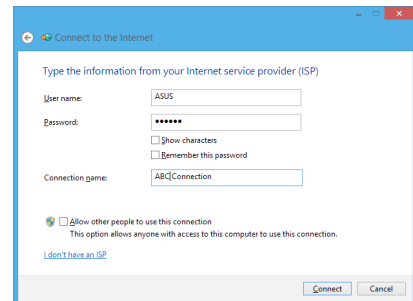 Connect to the Internet
Type the information from your Internet service provider (ISP)
User name: ASUS
Password: ••••••
Show characters
Remember this password
Connection name: ABC Connection
Allow other people to use this connection
This option allows anyone with access to this computer to use this connection.
I don't have an ISP
Connect Cancel